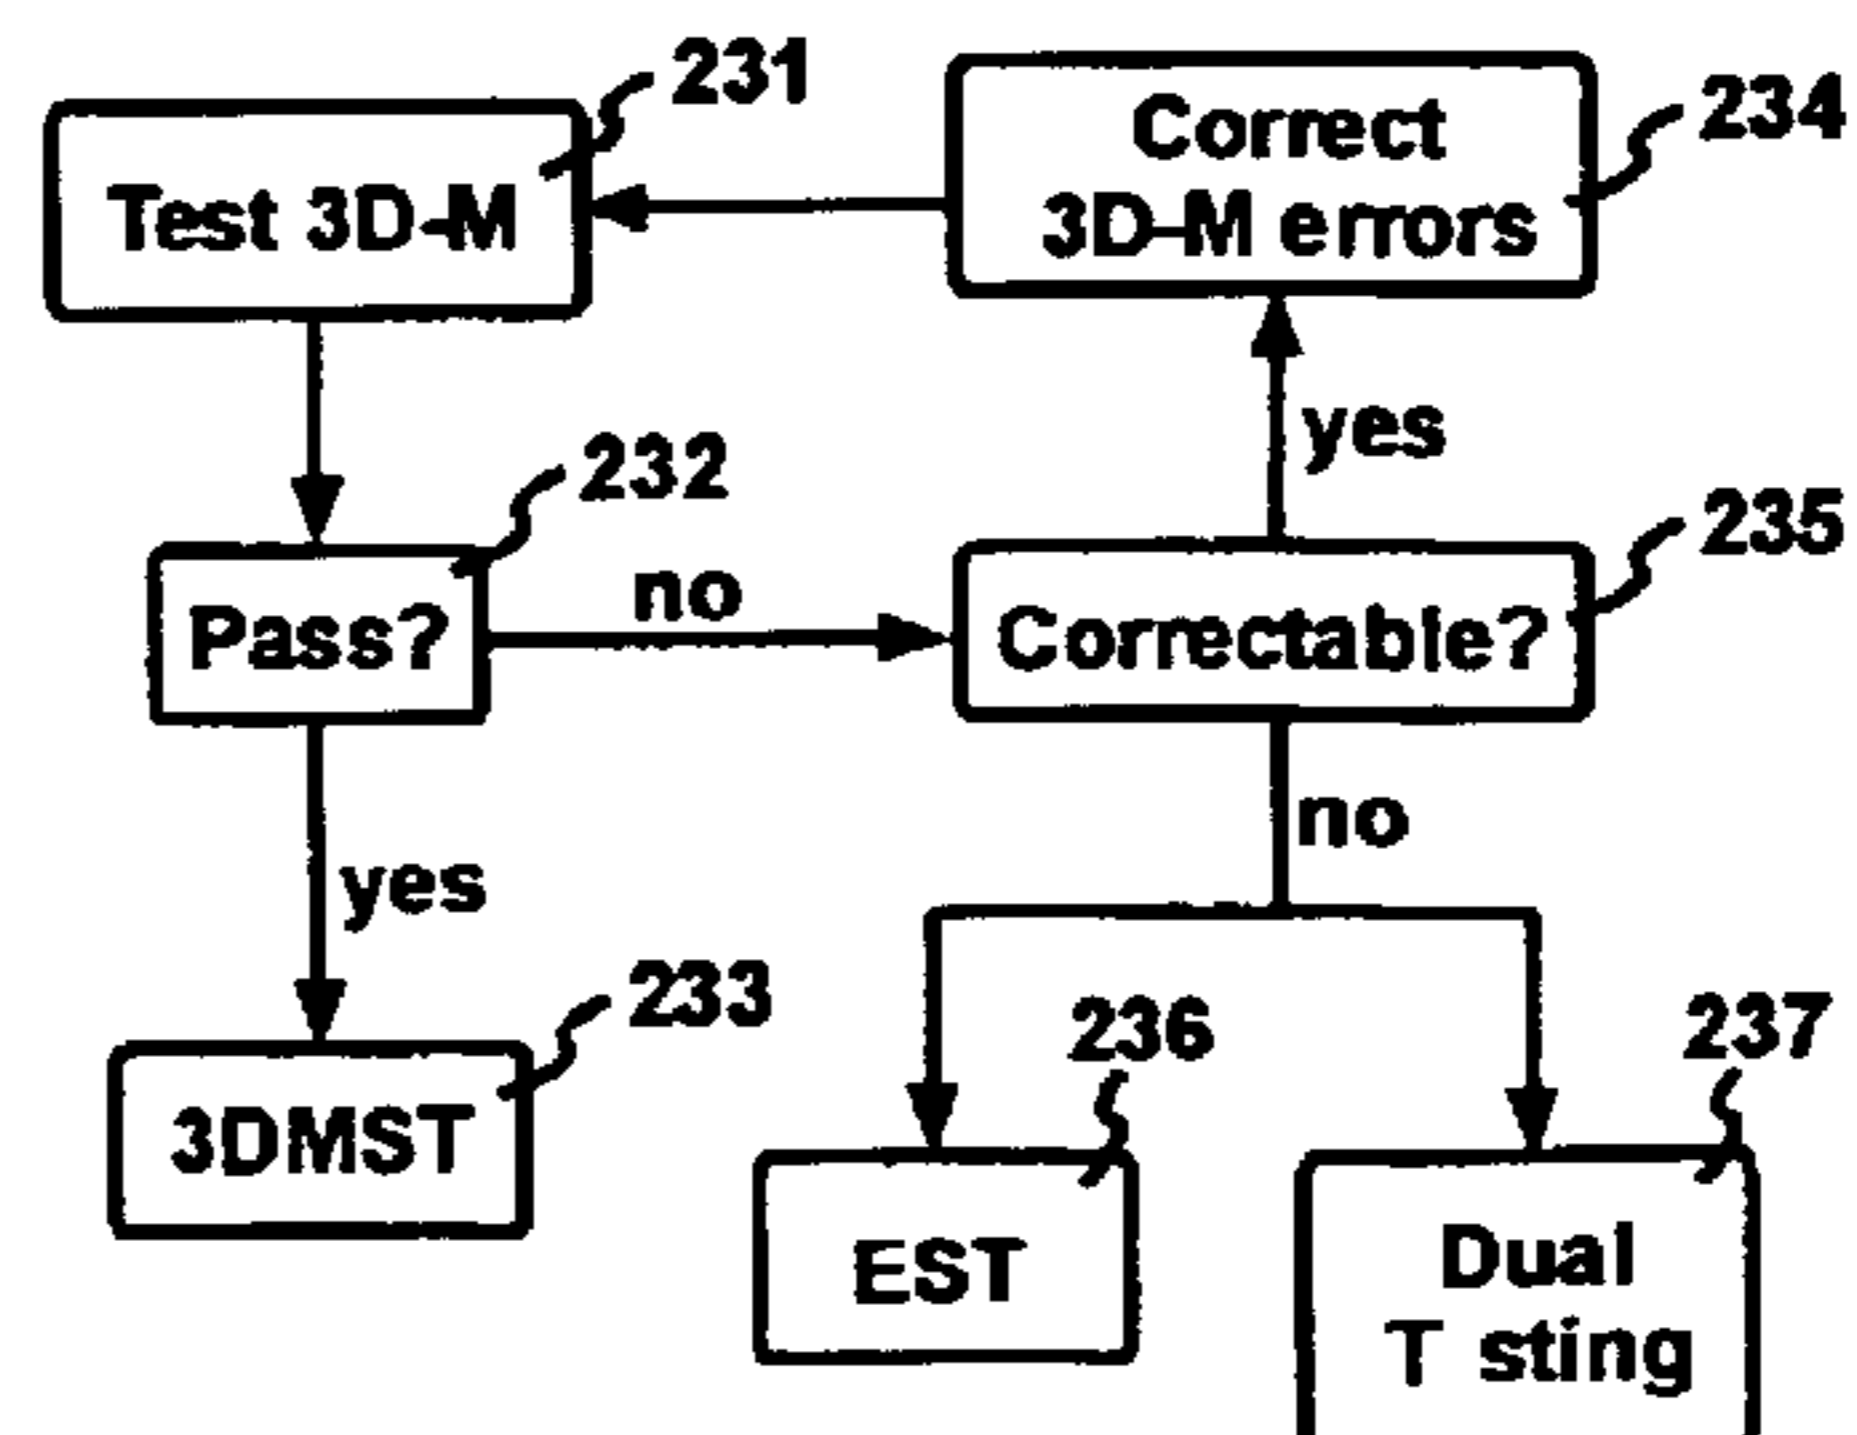 231
Test 3D-M
Correct
3D-M errors
234
yes
232
Pass?
no
Correctable?
235
yes
no
233
3DMST
236
EST
237
Dual
T sting